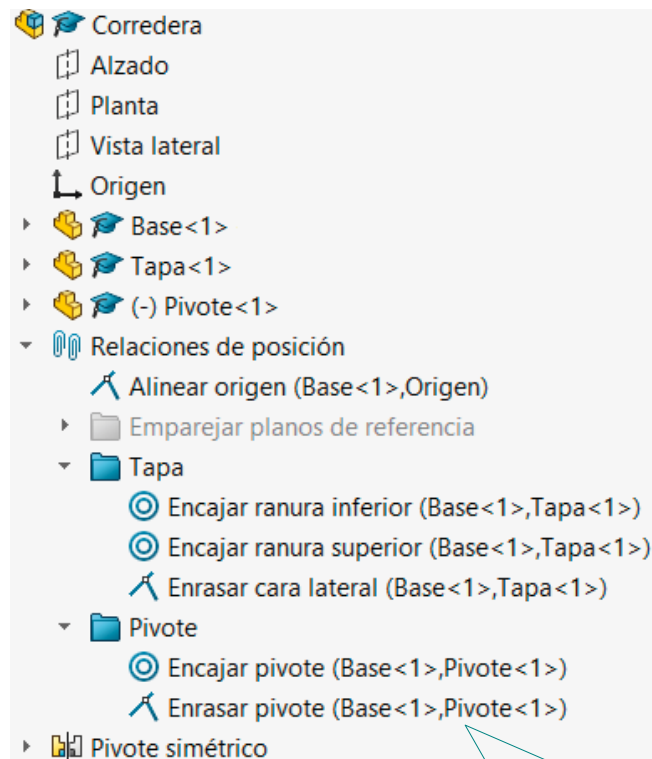 Corredera
Alzado
Planta
Vista lateral
Origen
Base<1>
Tapa<1>
(-) Pivote<1>
Relaciones de posición
Alinear origen (Base<1>,Origen)
Emparejar planos de referencia
Tapa
Encajar ranura inferior (Base<1>,Tapa<1>)
Encajar ranura superior (Base<1>,Tapa<1>)
Enrasar cara lateral (Base<1>,Tapa<1>)
Pivote
Encajar pivote (Base<1>,Pivote<1>)
Enrasar pivote (Base<1>,Pivote<1>)
Pivote simétrico